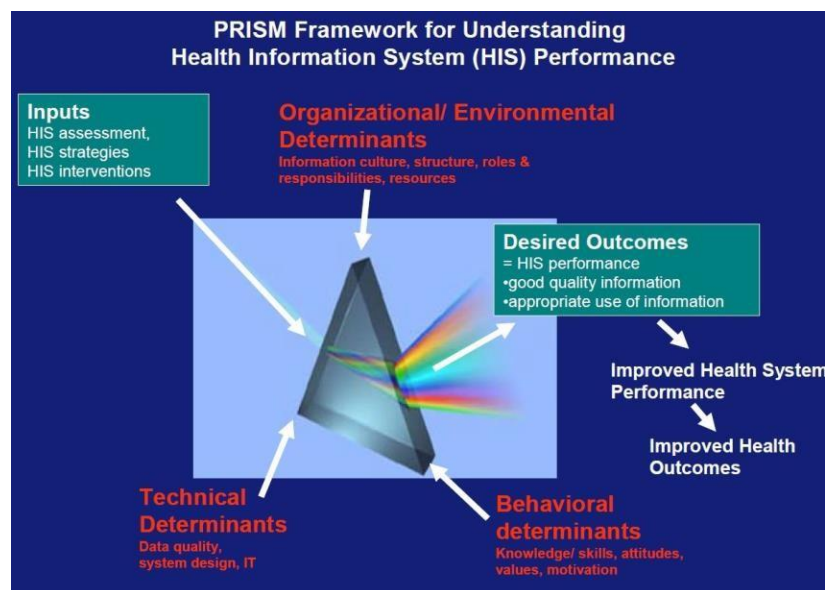 PRISM Framework for Understanding
Health Information System (HIS) Performance
Inputs
HIS assessment,
HIS strategies
HIS interventions
Organizational/ Environmental
Determinants
Information culture, structure, roles &
responsibilities, resources
Desired Outcomes
= HIS performance
•good quality information
•appropriate use of information
Improved Health System
Performance
Improved Health
Outcomes
Technical
Determinants
Data quality,
system design, IT
Behavioral
determinants
Knowledge/ skills, attitudes,
values, motivation